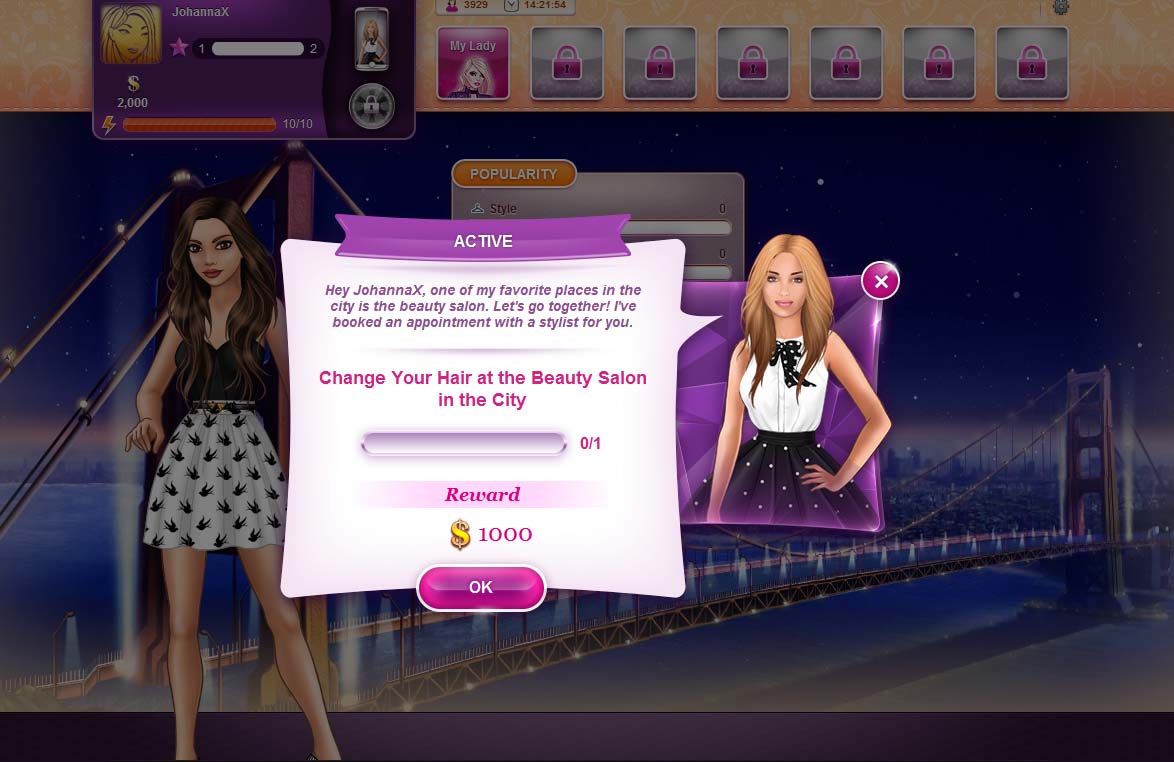 JohannaX
3929
14:21:54
1
2
My Lady
$
2,000
10/10
POPULARITY
Style
0
0
ACTIVE
Hey JohannaX, one of my favorite places in the
city is the beauty salon. Let's go together! I've
booked an appointment with a stylist for you.
Change Your Hair at the Beauty Salon
in the City
0/1
Reward
$ 1000
OK